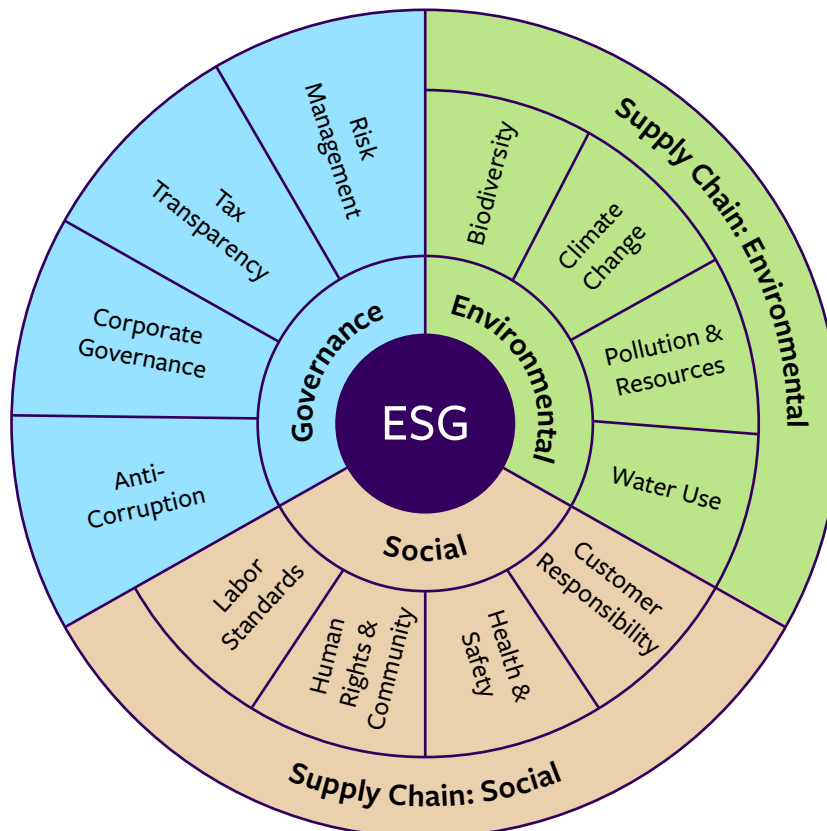 ESG
Governance
Risk
Management
Tax
Transparency
Corporate
Governance
Anti-
Corruption
Environmental
Biodiversity
Climate
Change
Pollution &
Resources
Water Use
Supply Chain: Environmental
Social
Customer
Responsibility
Health &
Safety
Human
Rights &
Community
Labor
Standards
Supply Chain: Social